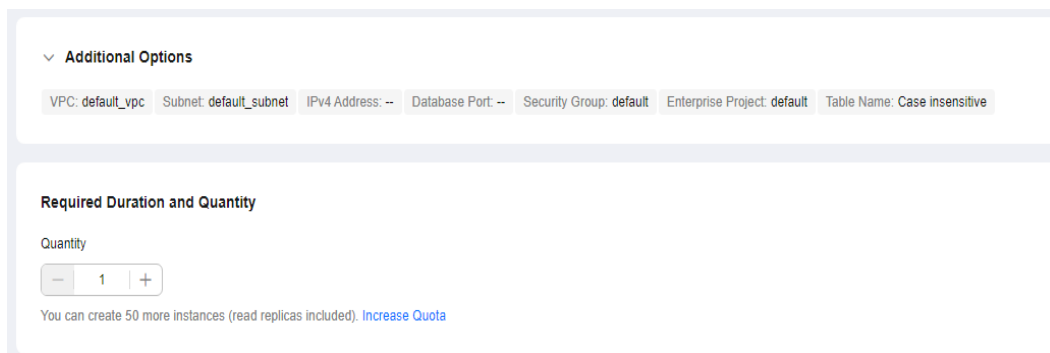 Additional Options
VPC: default_vpc Subnet: default_subnet IPv4 Address: -- Database Port: -- Security Group: default Enterprise Project: default Table Name: Case insensitive
Required Duration and Quantity
Quantity
1
You can create 50 more instances (read replicas included). Increase Quota